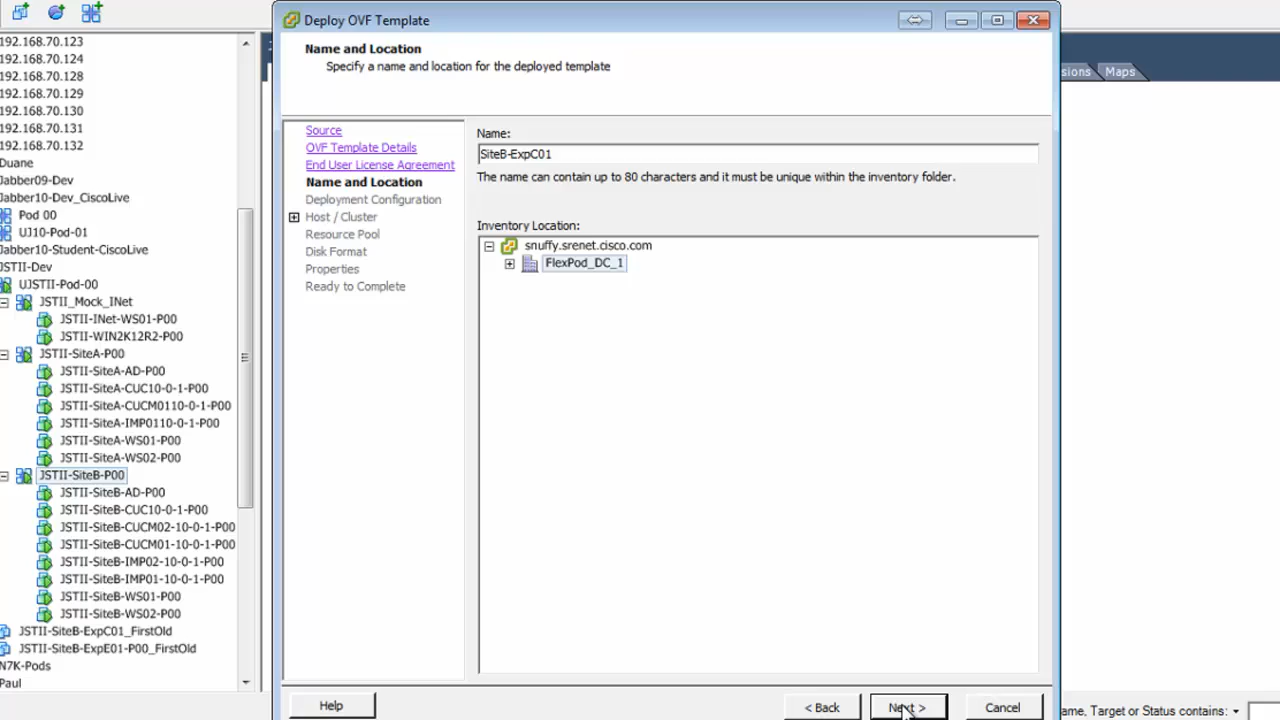 Deploy OVF Template
Name and Location
Specify a name and location for the deployed template
192.168.70.123
192.168.70.124
192.168.70.128
192.168.70.129
192.168.70.130
192.168.70.131
192.168.70.132
Duane
Jabber09-Dev
Jabber10-Dev_CiscoLive
Pod 00
UJ10-Pod-01
Jabber10-Student-CiscoLive
JSTII-Dev
UJSTII-Pod-00
JSTII_Mock_INet
JSTII-INet-WS01-P00
JSTII-WIN2K12R2-P00
JSTII-SiteA-P00
JSTII-SiteA-AD-P00
JSTII-SiteA-CUC10-0-1-P00
JSTII-SiteA-CUCM0110-0-1-P00
JSTII-SiteA-IMP0110-0-1-P00
JSTII-SiteA-WS01-P00
JSTII-SiteA-WS02-P00
JSTII-SiteB-P00
JSTII-SiteB-AD-P00
JSTII-SiteB-CUC10-0-1-P00
JSTII-SiteB-CUCM02-10-0-1-P00
JSTII-SiteB-CUCM01-10-0-1-P00
JSTII-SiteB-IMP02-10-0-1-P00
JSTII-SiteB-IMP01-10-0-1-P00
JSTII-SiteB-WS01-P00
JSTII-SiteB-WS02-P00
JSTII-SiteB-ExpC01_FirstOld
JSTII-SiteB-ExpE01-P00_FirstOld
N7K-Pods
Paul
Source
OVF Template Details
End User License Agreement
Name and Location
Deployment Configuration
Host / Cluster
Resource Pool
Disk Format
Properties
Ready to Complete
Name:
SiteB-ExpC01
The name can contain up to 80 characters and it must be unique within the inventory folder.
Inventory Location:
snuffy.srenet.cisco.com
FlexPod_DC_1
Help
< Back
Next >
Cancel
sions
Maps
ame, Target or Status contains: